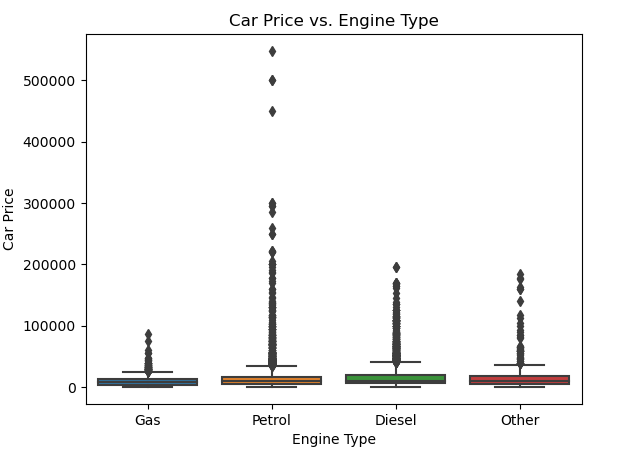 Car Price vs. Engine Type
500000
400000
300000
200000
100000
0
Car Price
Gas Petrol Diesel Other
Engine Type